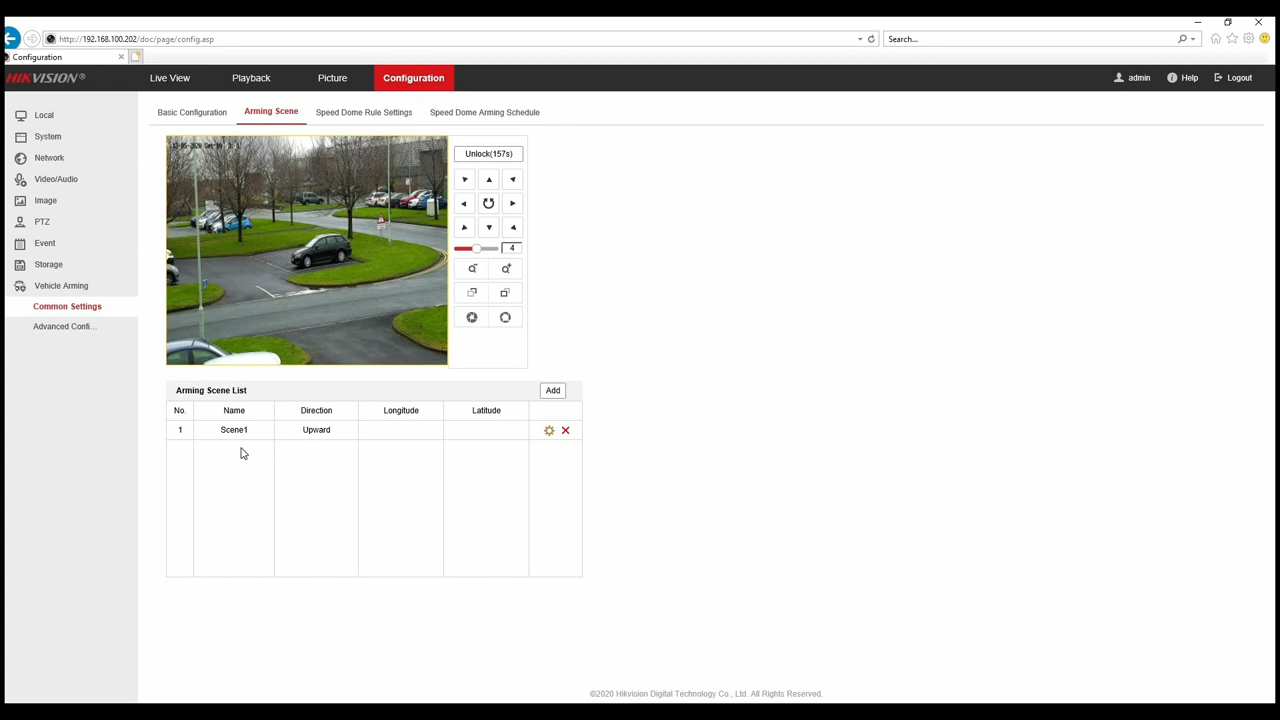 http://192.168.100.202/doc/page/config.asp
Search...
Configuration
HIKVISION®
Live View
Playback
Picture
Configuration
admin
Help
Logout
Local
System
Network
Video/Audio
Image
PTZ
Event
Storage
Vehicle Arming
Common Settings
Advanced Confi...
Basic Configuration
Arming Scene
Speed Dome Rule Settings
Speed Dome Arming Schedule
Unlock(157s)
4
Arming Scene List
Add
No. Name Direction Longitude Latitude
1 Scene1 Upward
©2020 Hikvision Digital Technology Co., Ltd. All Rights Reserved.